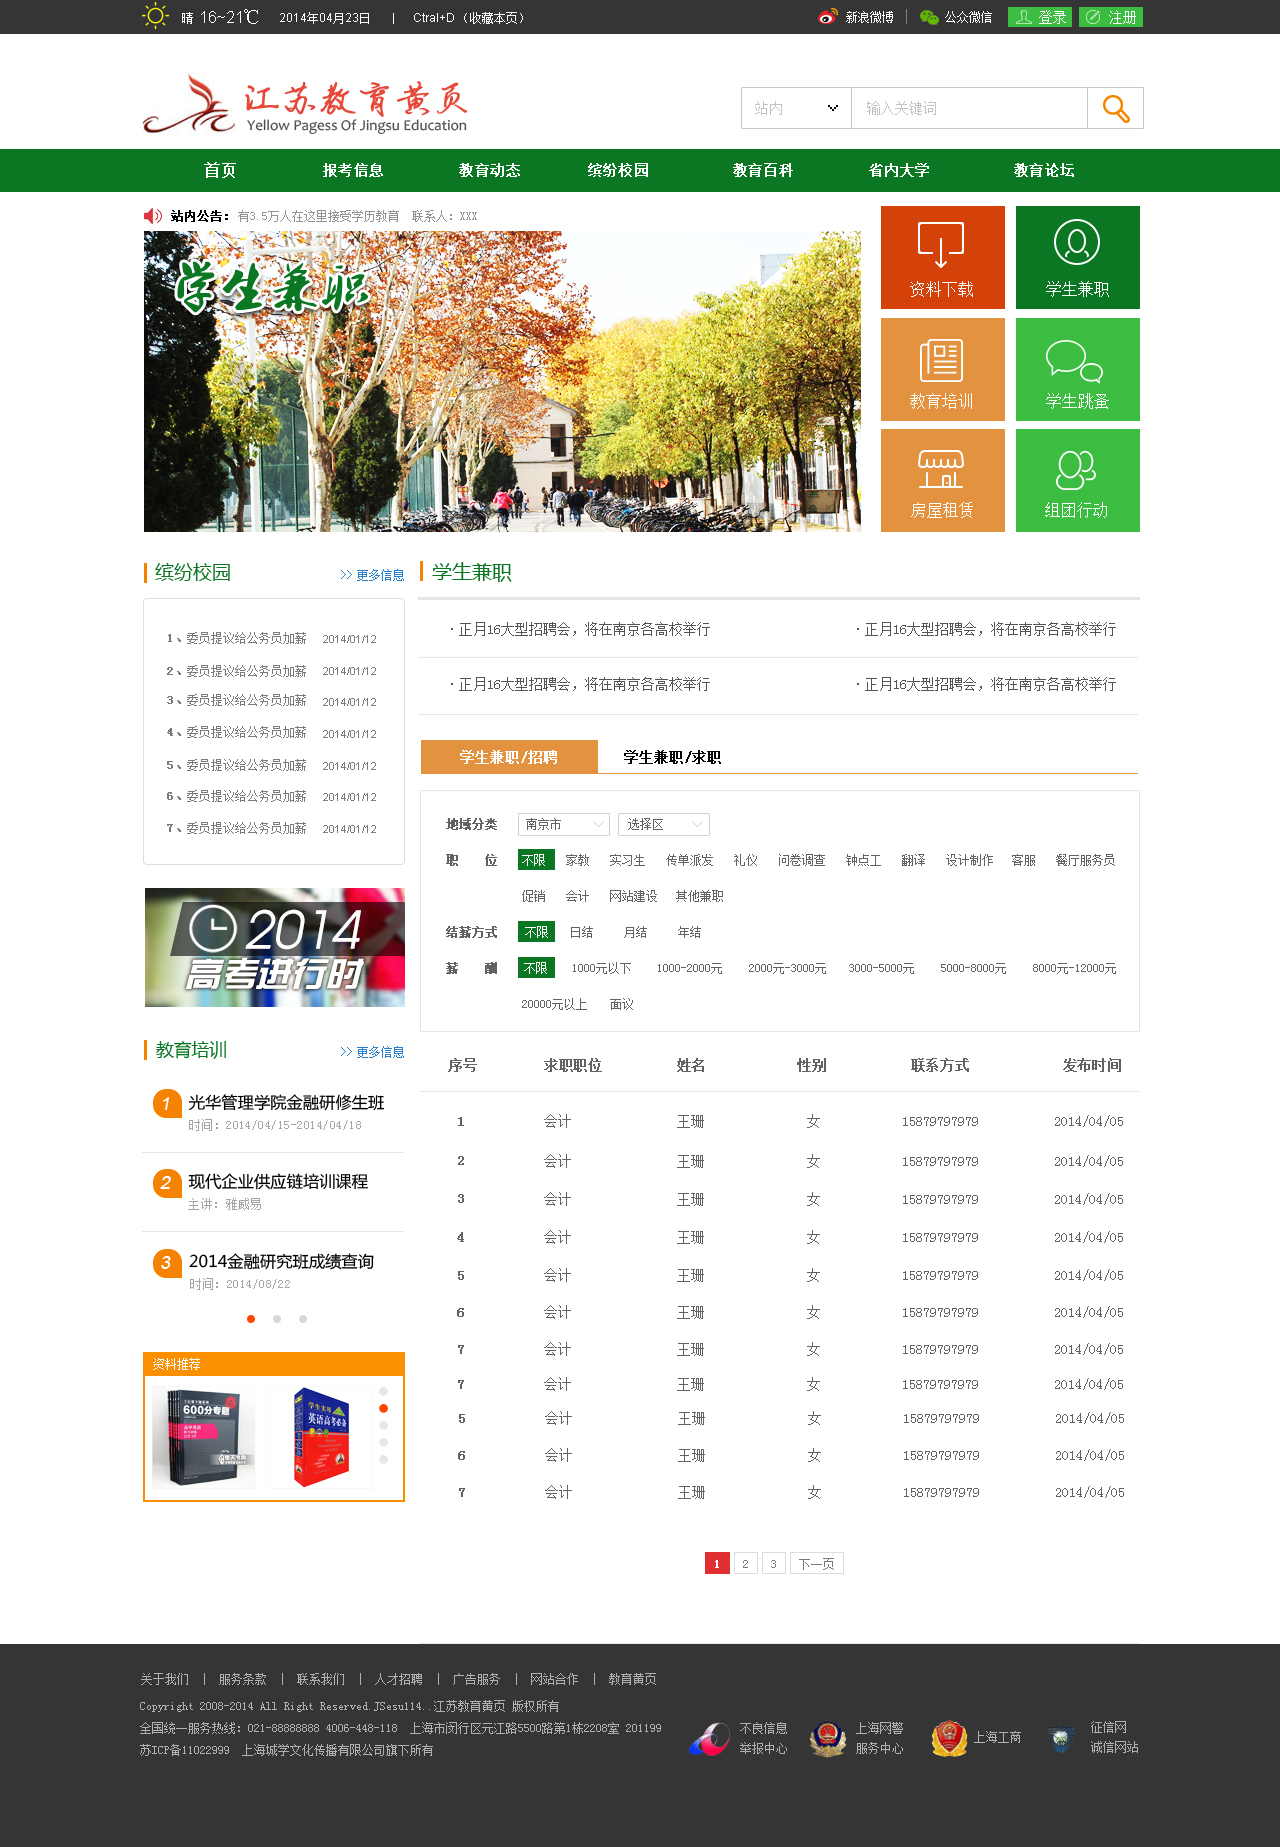 晴 16~21℃ 2014年04月23日 | Ctral+D（收藏本页） 新浪微博 | 公众微信 登录 注册
江苏教育黄页
Yellow Pagess Of Jingsu Education
站内 输入关键词
首页 报考信息 教育动态 缤纷校园 教育百科 省内大学 教育论坛
站内公告：有3.5万人在这里接受学历教育 联系人：XXX
学生兼职
资料下载 学生兼职
教育培训 学生跳蚤
房屋租赁 组团行动
缤纷校园 >> 更多信息
1、委员提议给公务员加薪 2014/01/12
2、委员提议给公务员加薪 2014/01/12
3、委员提议给公务员加薪 2014/01/12
4、委员提议给公务员加薪 2014/01/12
5、委员提议给公务员加薪 2014/01/12
6、委员提议给公务员加薪 2014/01/12
7、委员提议给公务员加薪 2014/01/12
2014
高考进行时
教育培训 >> 更多信息
1 光华管理学院金融研修生班
时间：2014/04/15-2014/04/18
2 现代企业供应链培训课程
主讲：雅威易
3 2014金融研究班成绩查询
时间：2014/08/22
资料推荐
600分专题
学生实用
英语高考必备
学生兼职
·正月16大型招聘会，将在南京各高校举行 ·正月16大型招聘会，将在南京各高校举行
·正月16大型招聘会，将在南京各高校举行 ·正月16大型招聘会，将在南京各高校举行
学生兼职/招聘 学生兼职/求职
地域分类 南京市 选择区
职 位 不限 家教 实习生 传单派发 礼仪 问卷调查 钟点工 翻译 设计制作 客服 餐厅服务员
促销 会计 网站建设 其他兼职
结薪方式 不限 日结 月结 年结
薪 酬 不限 1000元以下 1000-2000元 2000元-3000元 3000-5000元 5000-8000元 8000元-12000元
20000元以上 面议
序号 求职职位 姓名 性别 联系方式 发布时间
1 会计 王珊 女 15879797979 2014/04/05
2 会计 王珊 女 15879797979 2014/04/05
3 会计 王珊 女 15879797979 2014/04/05
4 会计 王珊 女 15879797979 2014/04/05
5 会计 王珊 女 15879797979 2014/04/05
6 会计 王珊 女 15879797979 2014/04/05
7 会计 王珊 女 15879797979 2014/04/05
7 会计 王珊 女 15879797979 2014/04/05
5 会计 王珊 女 15879797979 2014/04/05
6 会计 王珊 女 15879797979 2014/04/05
7 会计 王珊 女 15879797979 2014/04/05
1 2 3 下一页
关于我们 | 服务条款 | 联系我们 | 人才招聘 | 广告服务 | 网站合作 | 教育黄页
Copyright 2008-2014 All Right Reserved.JSesu114..江苏教育黄页 版权所有
全国统一服务热线：021-88888888 4006-448-118 上海市闵行区元江路5500路第1栋2208室 201199
苏ICP备11022999 上海城学文化传播有限公司旗下所有
不良信息
举报中心
上海网警
服务中心
上海工商
征信网
诚信网站